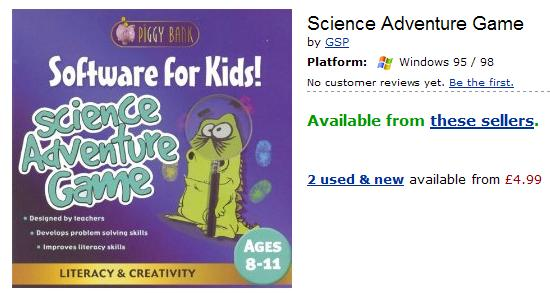 PIGGY BANK
Software for Kids!
Science
Adventure
Game
Designed by teachers
Develops problem solving skills
Improves literacy skills
AGES
8-11
LITERACY & CREATIVITY
Science Adventure Game
by GSP
Platform: Windows 95 / 98
No customer reviews yet. Be the first.
Available from these sellers.
2 used & new available from £4.99